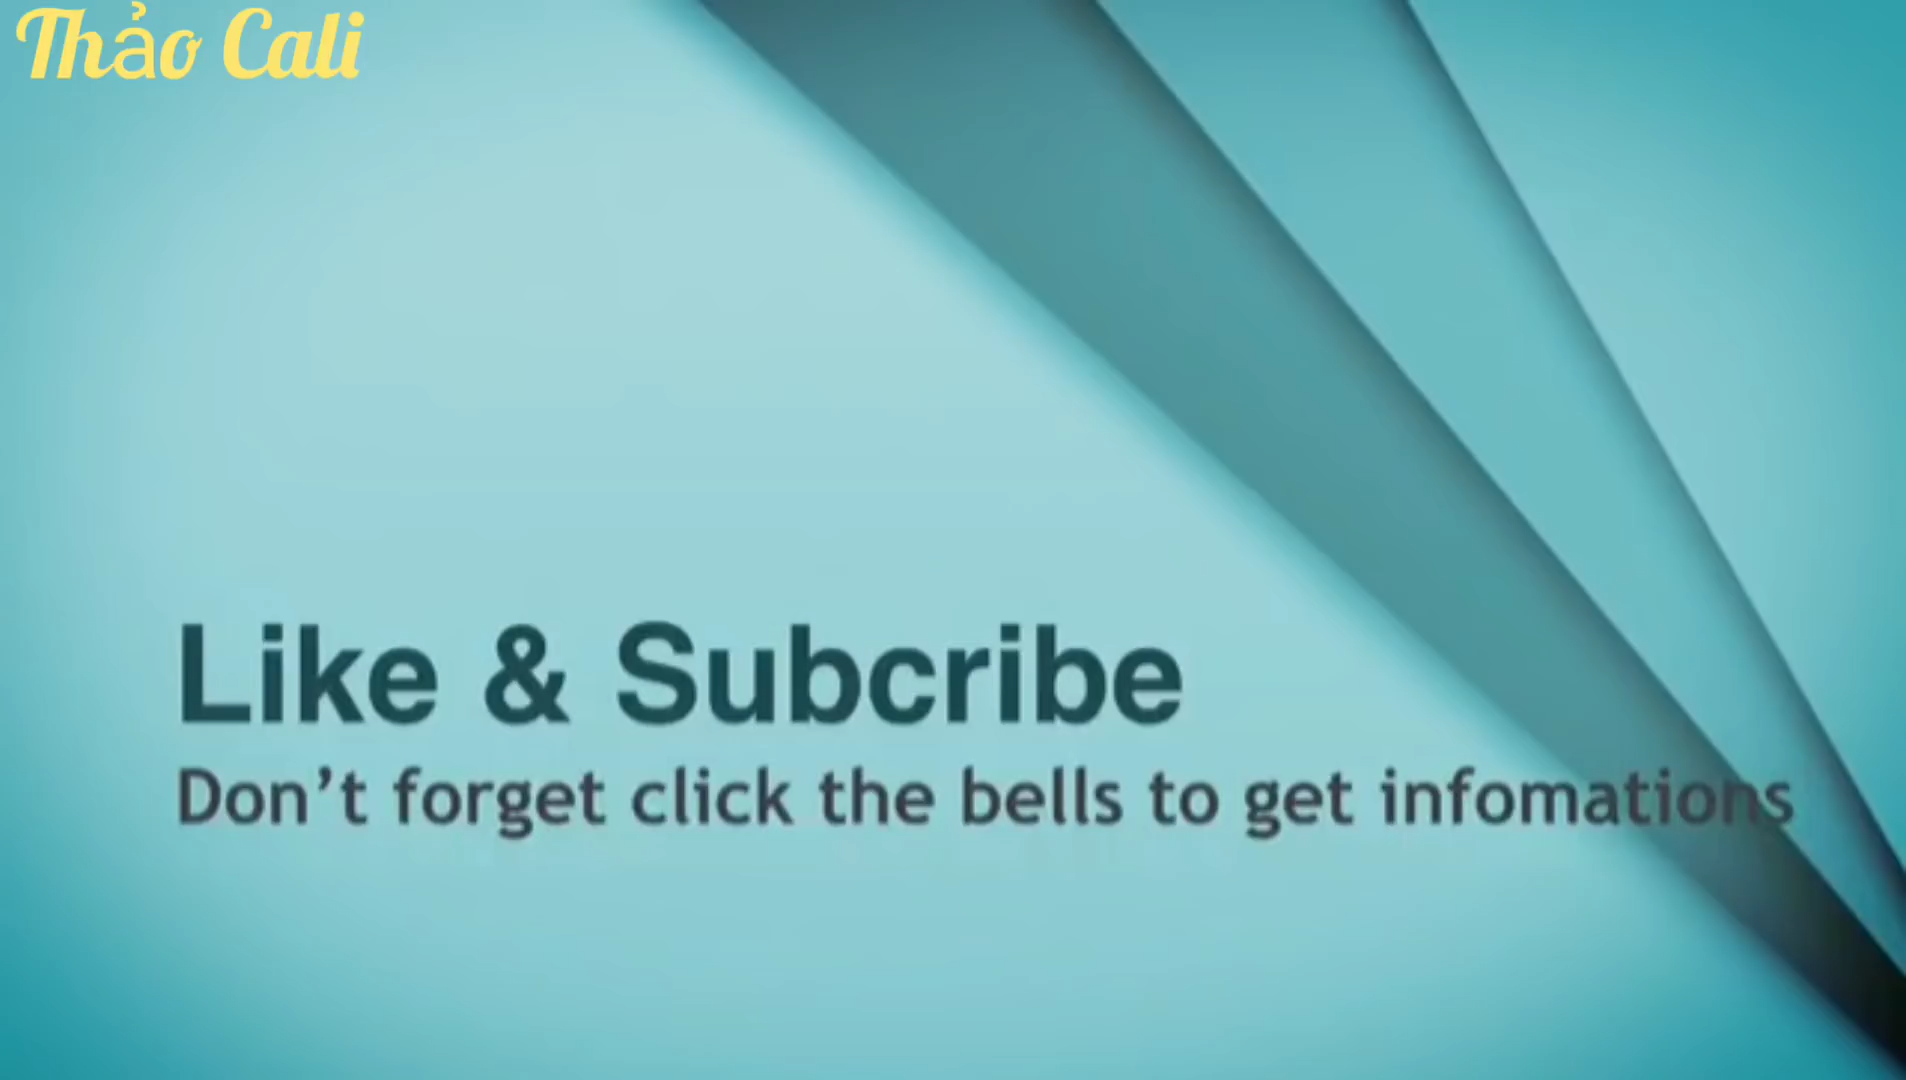 Thảo Cali
Like & Subcribe
Don't forget click the bells to get infomations